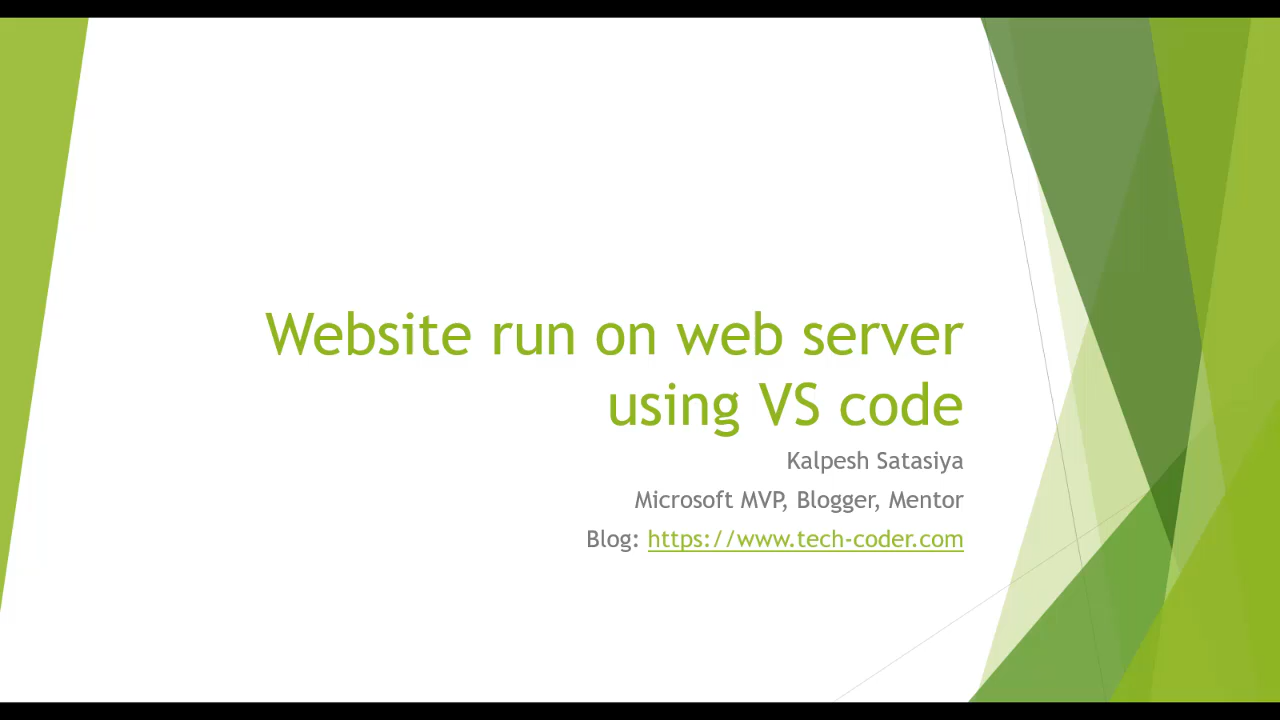 Website run on web server
using VS code
Kalpesh Satasiya
Microsoft MVP, Blogger, Mentor
Blog: https://www.tech-coder.com